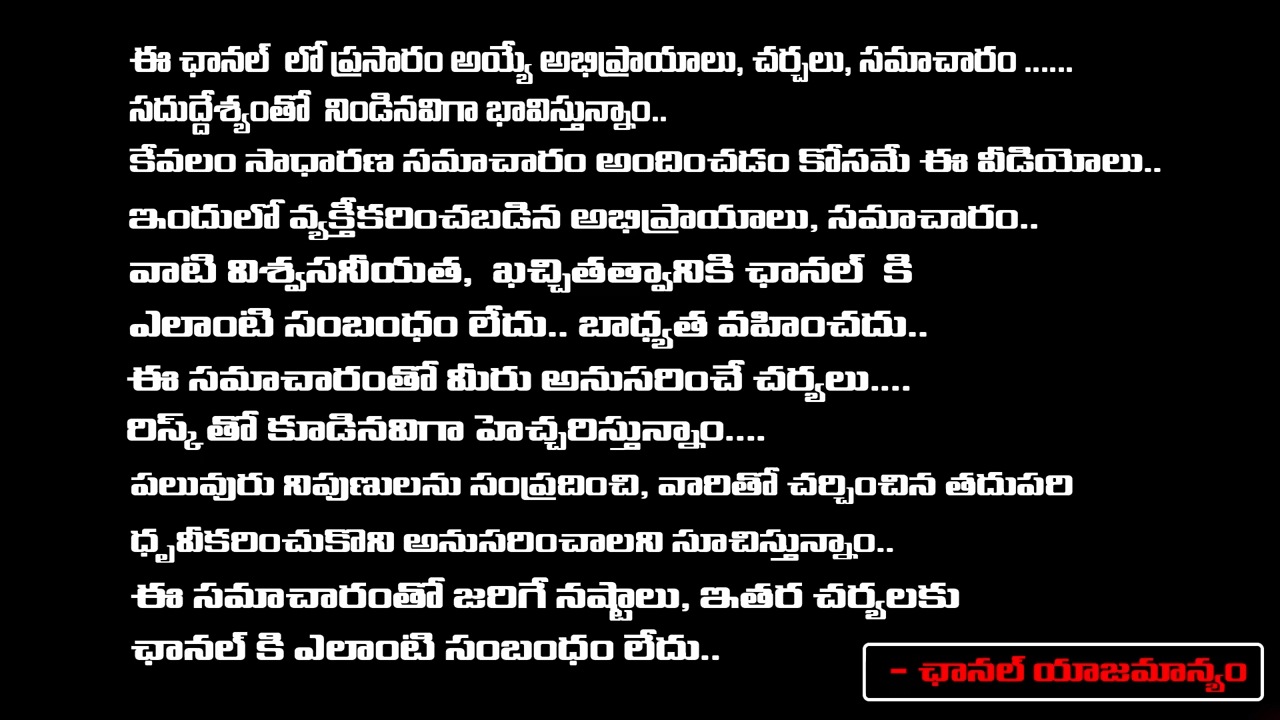 ఈ ఛానల్ లో ప్రసారం అయ్యే అభిప్రాయాలు, చర్చలు, సమాచారం ......
సదుద్దేశ్యంతో నిండినవిగా భావిస్తున్నాం..
కేవలం సాధారణ సమాచారం అందించడం కోసమే ఈ వీడియోలు..
ఇందులో వ్యక్తీకరించబడిన అభిప్రాయాలు, సమాచారం..
వాటి విశ్వసనీయత, ఖచ్చితత్వానికి ఛానల్ కి
ఎలాంటి సంబంధం లేదు.. బాధ్యత వహించదు..
ఈ సమాచారంతో మీరు అనుసరించే చర్యలు....
రిస్క్ తో కూడినవిగా హెచ్చరిస్తున్నాం....
పలువురు నిపుణులను సంప్రదించి, వారితో చర్చించిన తదుపరి
ధృవీకరించుకొని అనుసరించాలని సూచిస్తున్నాం..
ఈ సమాచారంతో జరిగే నష్టాలు, ఇతర చర్యలకు
ఛానల్ కి ఎలాంటి సంబంధం లేదు..
- ఛానల్ యాజమాన్యం